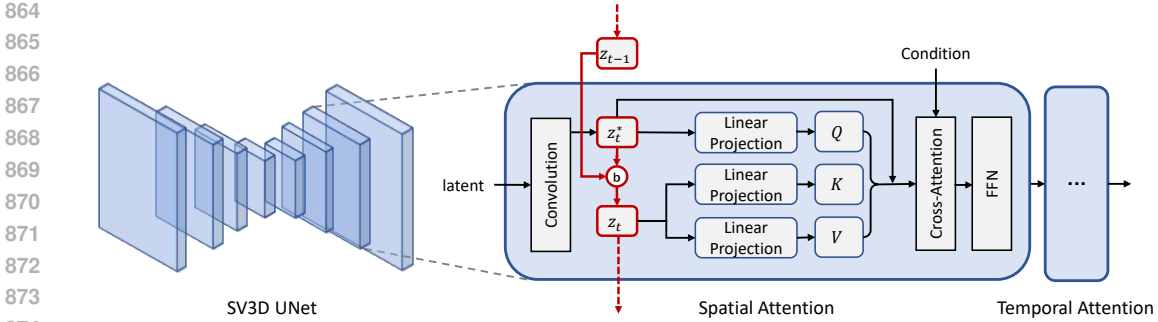 864
865
866
867
868
869
870
871
872
873
z_{t-1}
Condition
latent
Convolution
z_t^*
b
z_t
Linear
Projection
Q
Linear
Projection
K
Linear
Projection
V
Cross-Attention
FFN
...
SV3D UNet
Spatial Attention
Temporal Attention